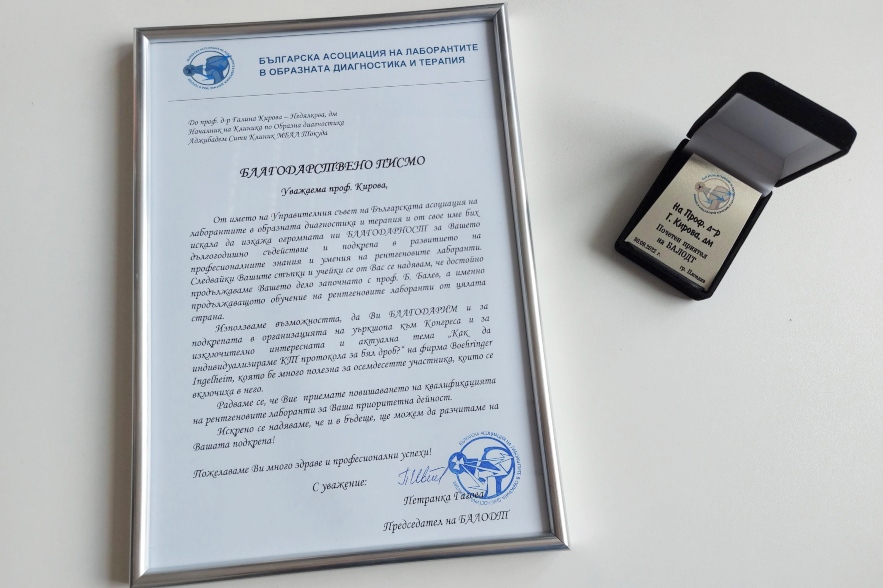 БЪЛГАРСКА АСОЦИАЦИЯ НА ЛАБОРАНТИТЕ
В ОБРАЗНАТА ДИАГНОСТИКА И ТЕРАПИЯ
До проф. д-р Галина Кирова – Недялкова, дм
Началник на Клиника по Образна диагностика
Аджибадем Сити Клиник МБАЛ Токуда
БЛАГОДАРСТВЕНО ПИСМО
Уважаема проф. Кирова,
От името на Управителния съвет на Българската асоциация на
лаборантите в образната диагностика и терапия и от свое име бих
искала да изкажа огромната ни БЛАГОДАРНОСТ за Вашето
дългогодишно съдействие и подкрепа в развитието на
професионалните знания и умения на рентгеновите лаборанти.
Следвайки Вашите стъпки и учейки се от Вас се надявам, че достойно
продължаваме Вашето дело започнато с проф. Б. Балев, а именно
продължаващото обучение на рентгеновите лаборанти от цялата
страна.
Използваме възможността, да Ви БЛАГОДАРИМ и за
подкрепата в организацията на уъркшопа към Конгреса и за
изключително интересната и актуална тема „Как да
индивидуализираме КТ протокола за бял дроб?“ на фирма Boehringer
Ingelheim, която бе много полезна за осемдесетте участника, които се
включиха в него.
Радваме се, че Вие приемате повишаването на квалификацията
на рентгеновите лаборанти за Ваша приоритетна дейност.
Искрено се надяваме, че и в бъдеще, ще можем да разчитаме на
Вашата подкрепа!
Пожелаваме Ви много здраве и професионални успехи!
С уважение:
Петранка Гагова
Председател на БАЛОДТ
На Проф. д-р
Г. Кирова, дм
Почетен приятел
на БАЛОДТ
гр. Пловдив